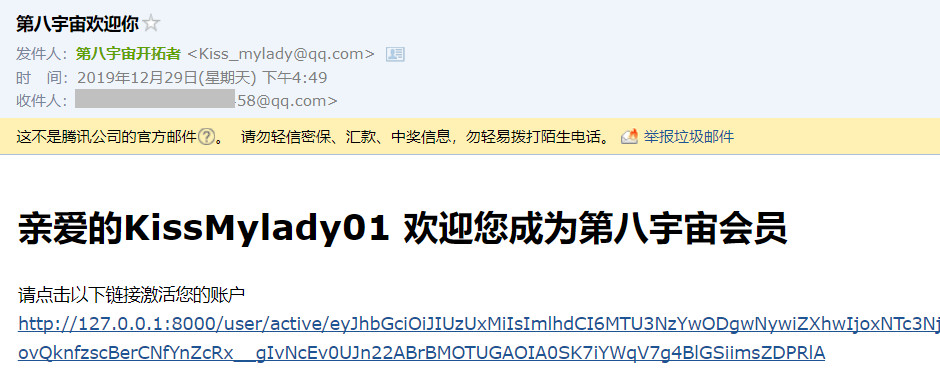 第八宇宙欢迎你
发件人：第八宇宙开拓者 <Kiss_mylady@qq.com>
时 间：2019年12月29日(星期天) 下午4:49
收件人： 58@qq.com>
这不是腾讯公司的官方邮件?。 请勿轻信密保、汇款、中奖信息，勿轻易拨打陌生电话。 举报垃圾邮件
亲爱的KissMylady01 欢迎您成为第八宇宙会员
请点击以下链接激活您的账户
http://127.0.0.1:8000/user/active/eyJhbGciOiJIUzUxMiIsImlhdCI6MTU3NzYwODgwNywiZXhwIjoxNTc3Nj
ovQknfzscBerCNfYnZcRx__gIvNcEv0UJn22ABrBMOTUGAOIA0SK7iYWqV7g4BlGSiimsZDPRlA